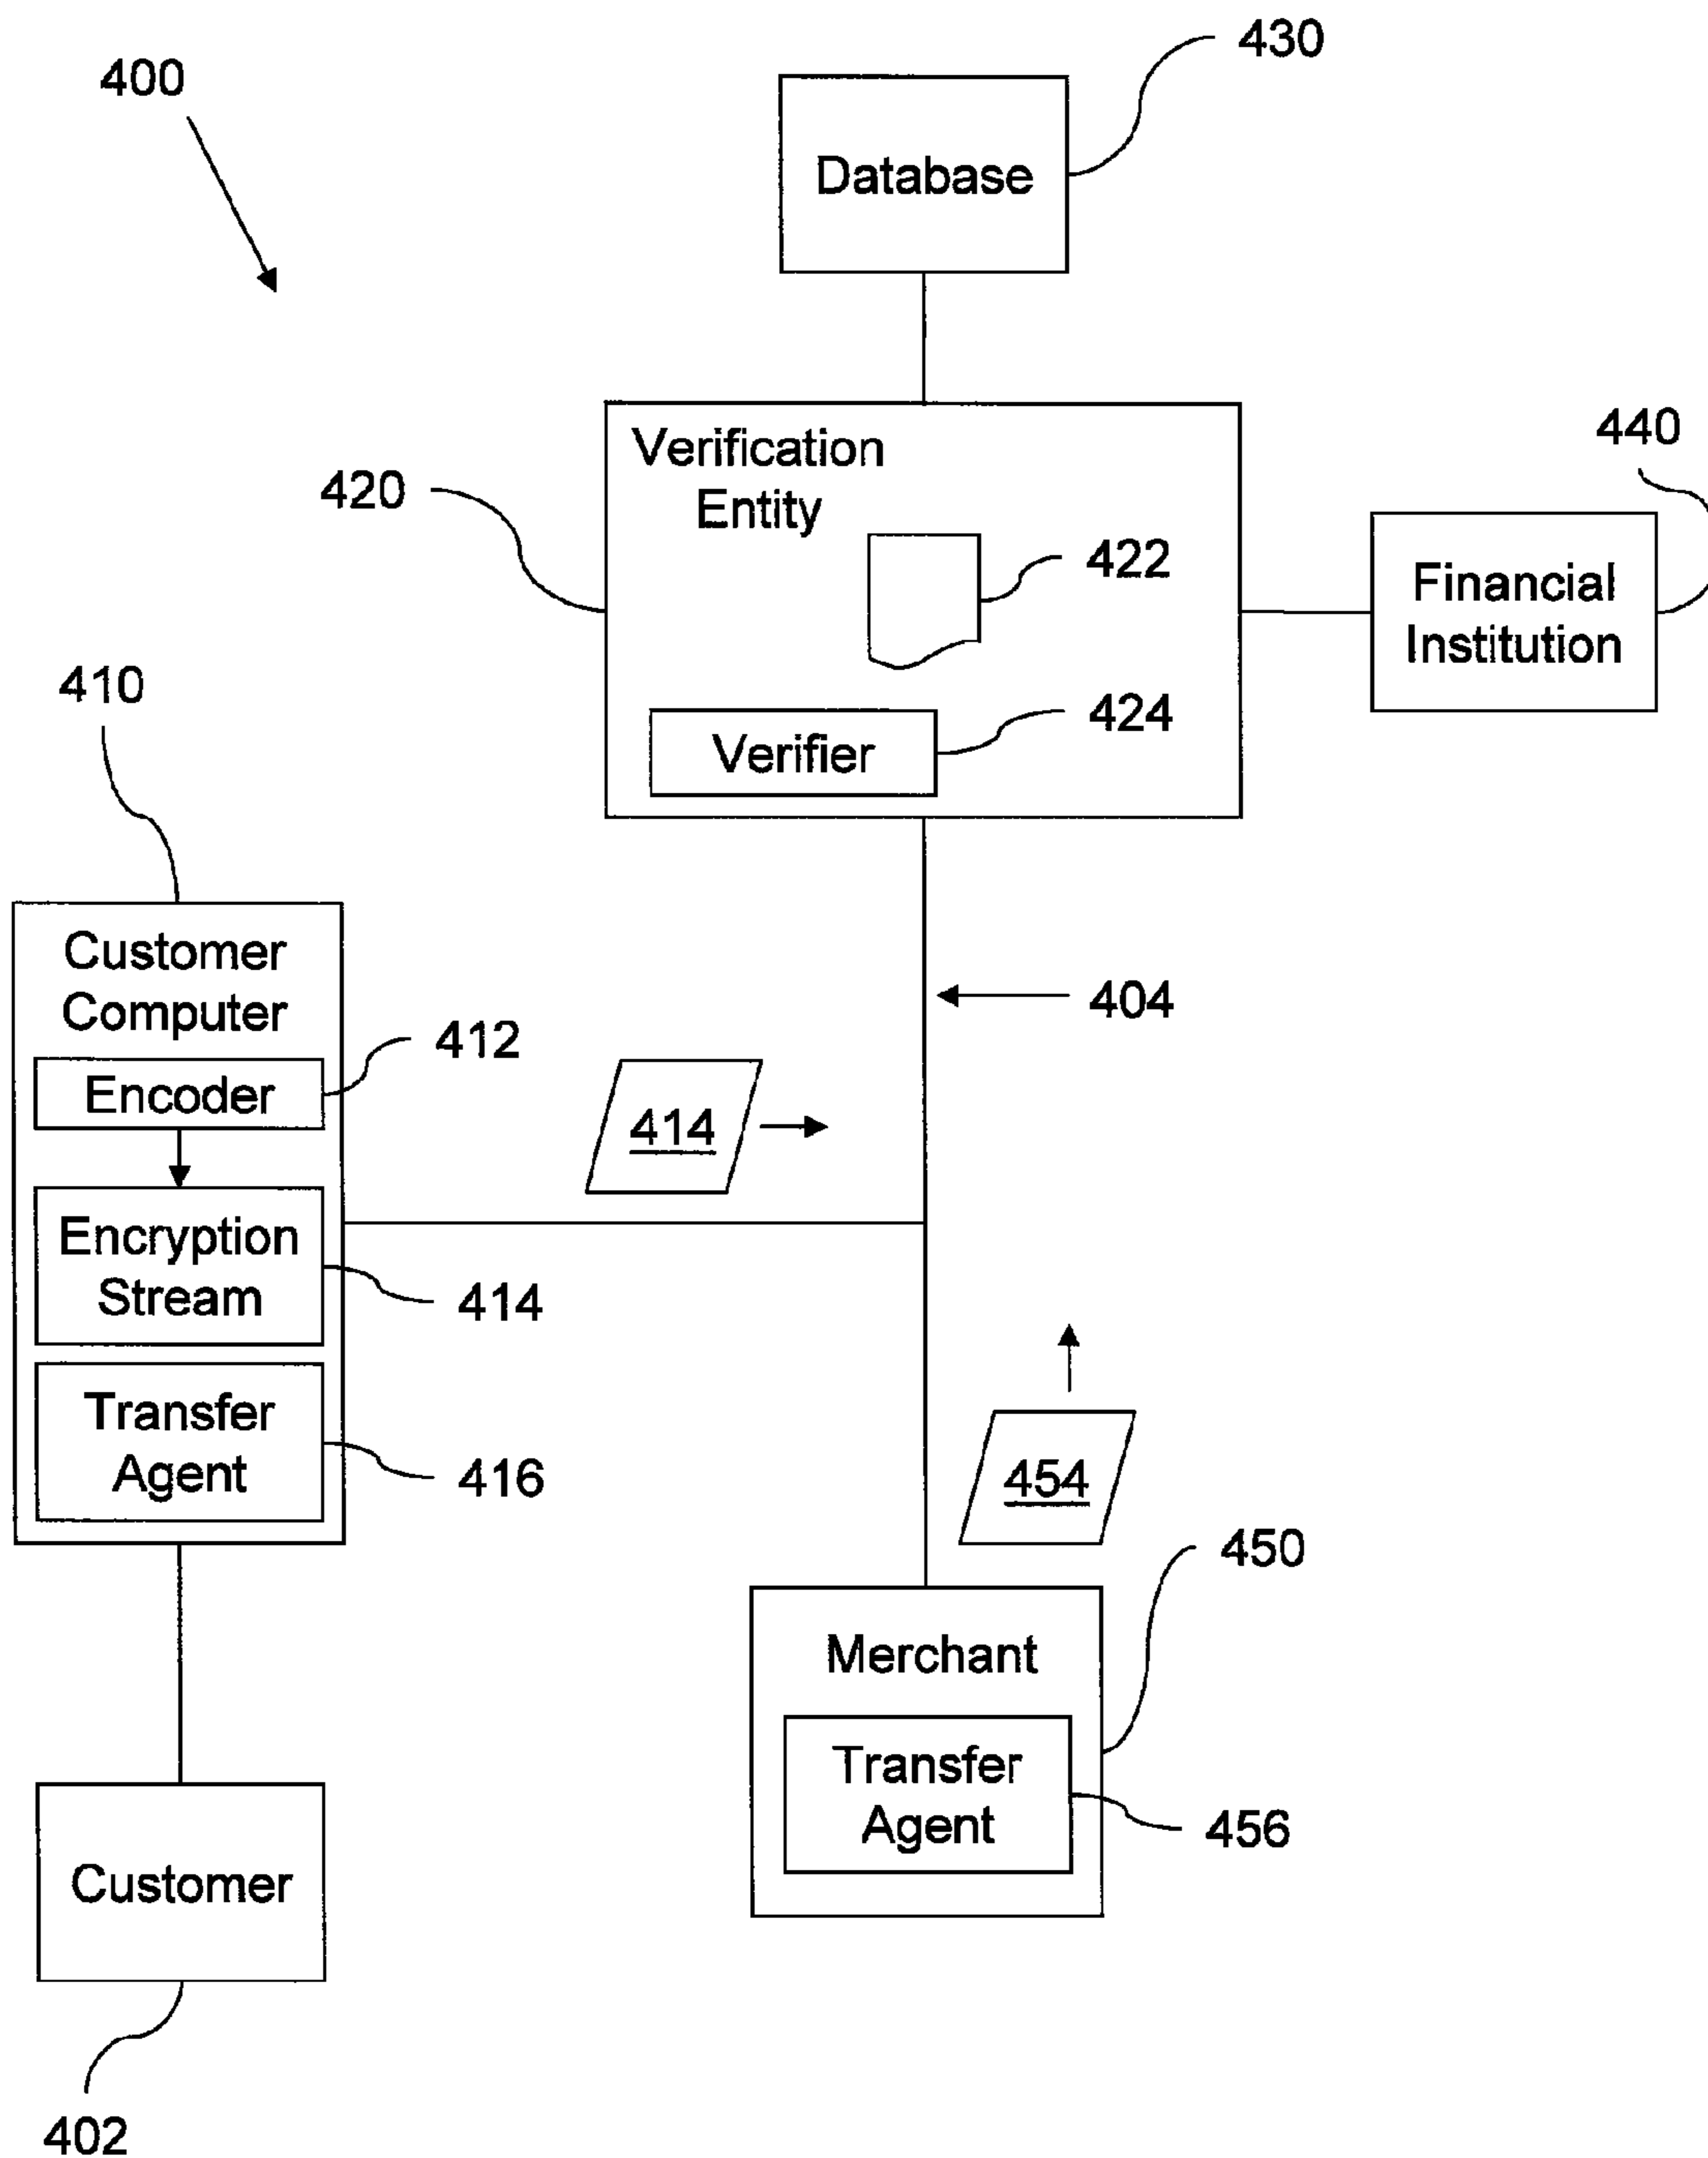 430
400
Database
440
Verification
Entity
420
422
Financial
Institution
410
424
Verifier
Customer
Computer
404
412
Encoder
414
Encryption
Stream
414
Transfer
Agent
416
454
450
Merchant
Transfer
Agent
456
Customer
402